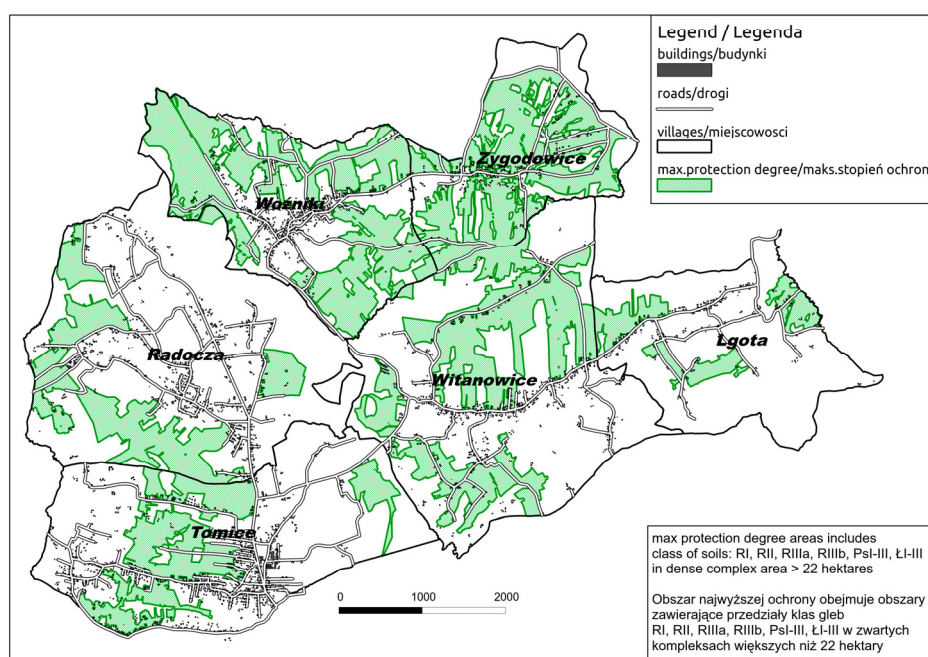 Legend / Legenda
buildings/budynki
roads/drogi
villages/miejscowosci
max.protection degree/maks.stopień ochron
Zygodowice
Woźniki
Radocza
Lgota
Witanowice
Tomice
0 1000 2000
max protection degree areas includes
class of soils: RI, RII, RIIIa, RIIIb, PsI-III, ŁI-III
in dense complex area > 22 hektares
Obszar najwyższej ochrony obejmuje obszary
zawierające przedziały klas gleb
RI, RII, RIIIa, RIIIb, PsI-III, ŁI-III w zwartych
kompleksach większych niż 22 hektary